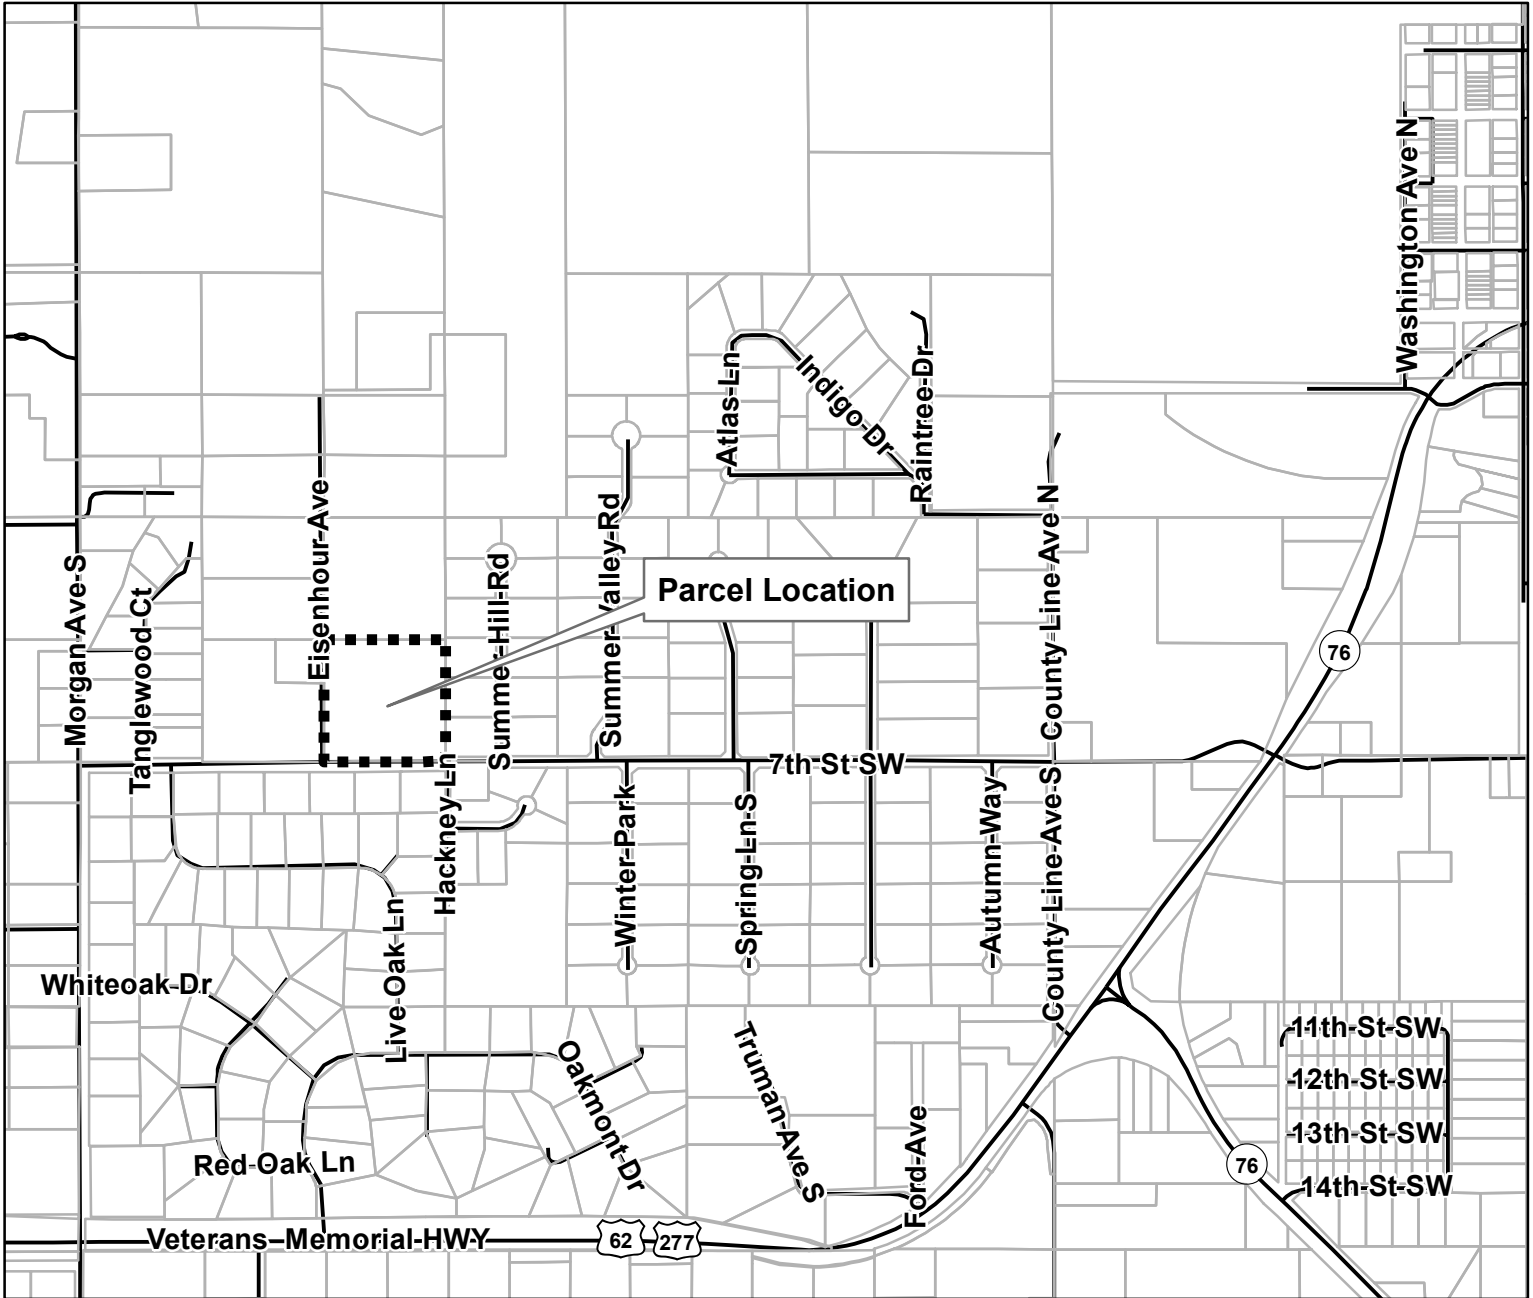 Washington Ave N
Atlas Ln
Indigo Dr
Raintree Dr
Eisenhour Ave
Summer Valley Rd
County Line Ave N
Morgan Ave S
Tanglewood Ct
Summer Hill Rd
Parcel Location
76
7th St SW
Hackney Ln
Winter Park
Spring Ln S
Autumn Way
County Line Ave S
Live Oak Ln
Whiteoak Dr
11th St SW
12th St SW
13th St SW
14th St SW
Oakmont Dr
Truman Ave S
Ford Ave
Red Oak Ln
76
Veterans Memorial HWY
62
277